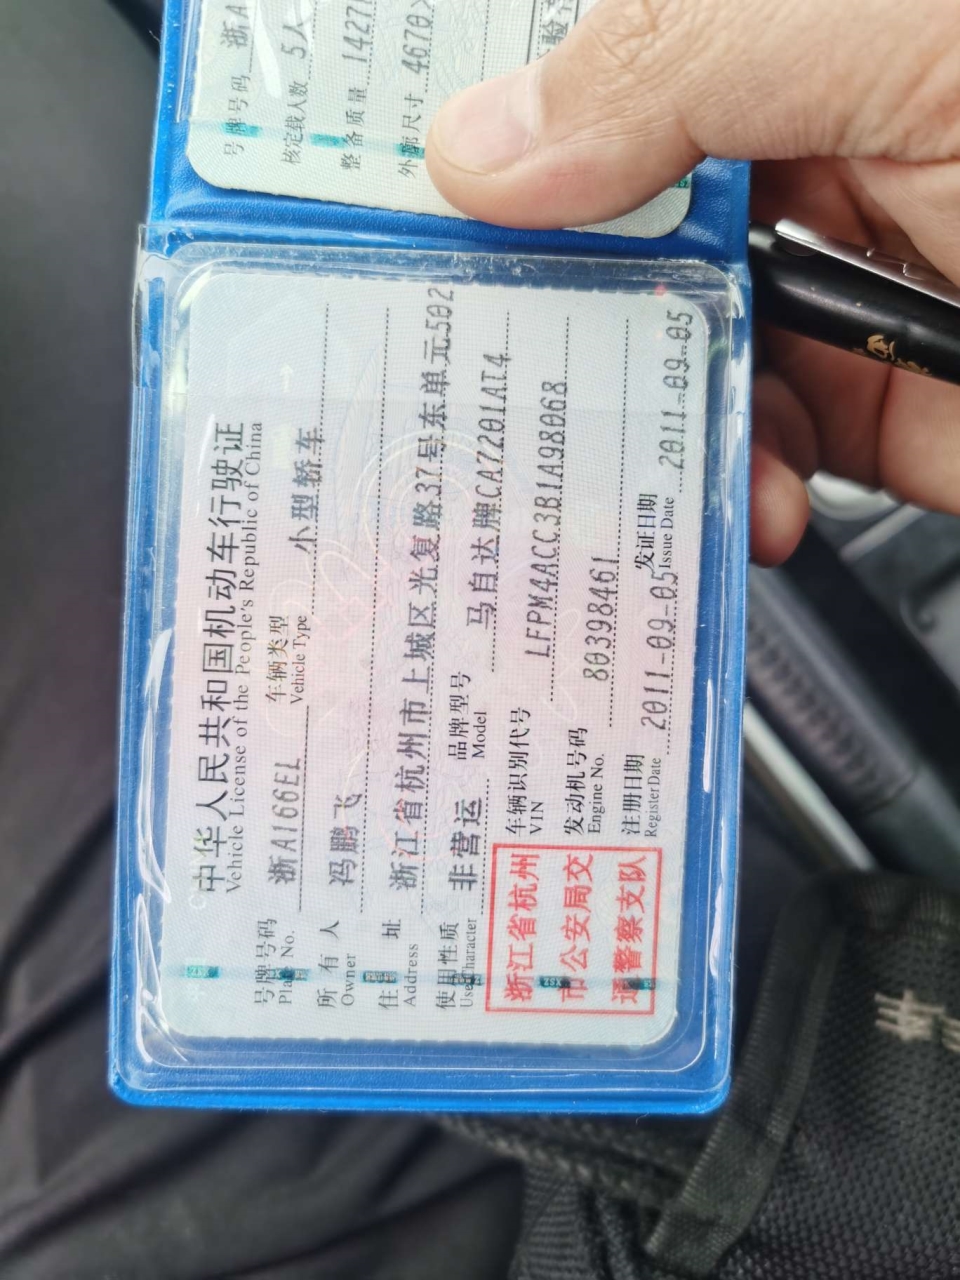 号牌号码 浙A
核定载人数 5人
整备质量 1427
外廓尺寸 4670×
中华人民共和国机动车行驶证
Vehicle License of the People's Republic of China
号牌号码 浙A166EL 车辆类型 小型轿车
Plate No. Vehicle Type
所有人 冯鹏飞
Owner
住址 浙江省杭州市上城区光复路37号东单元502
Address
使用性质 非营运 品牌型号 马自达牌CA7201AT4
Use Character Model
车辆识别代号 LFPM4ACC3B1A98068
VIN
发动机号码 80398461
Engine No.
注册日期 2011-09-05 发证日期 2011-09-05
Register Date Issue Date
浙江省杭州
市公安局交
通警察支队